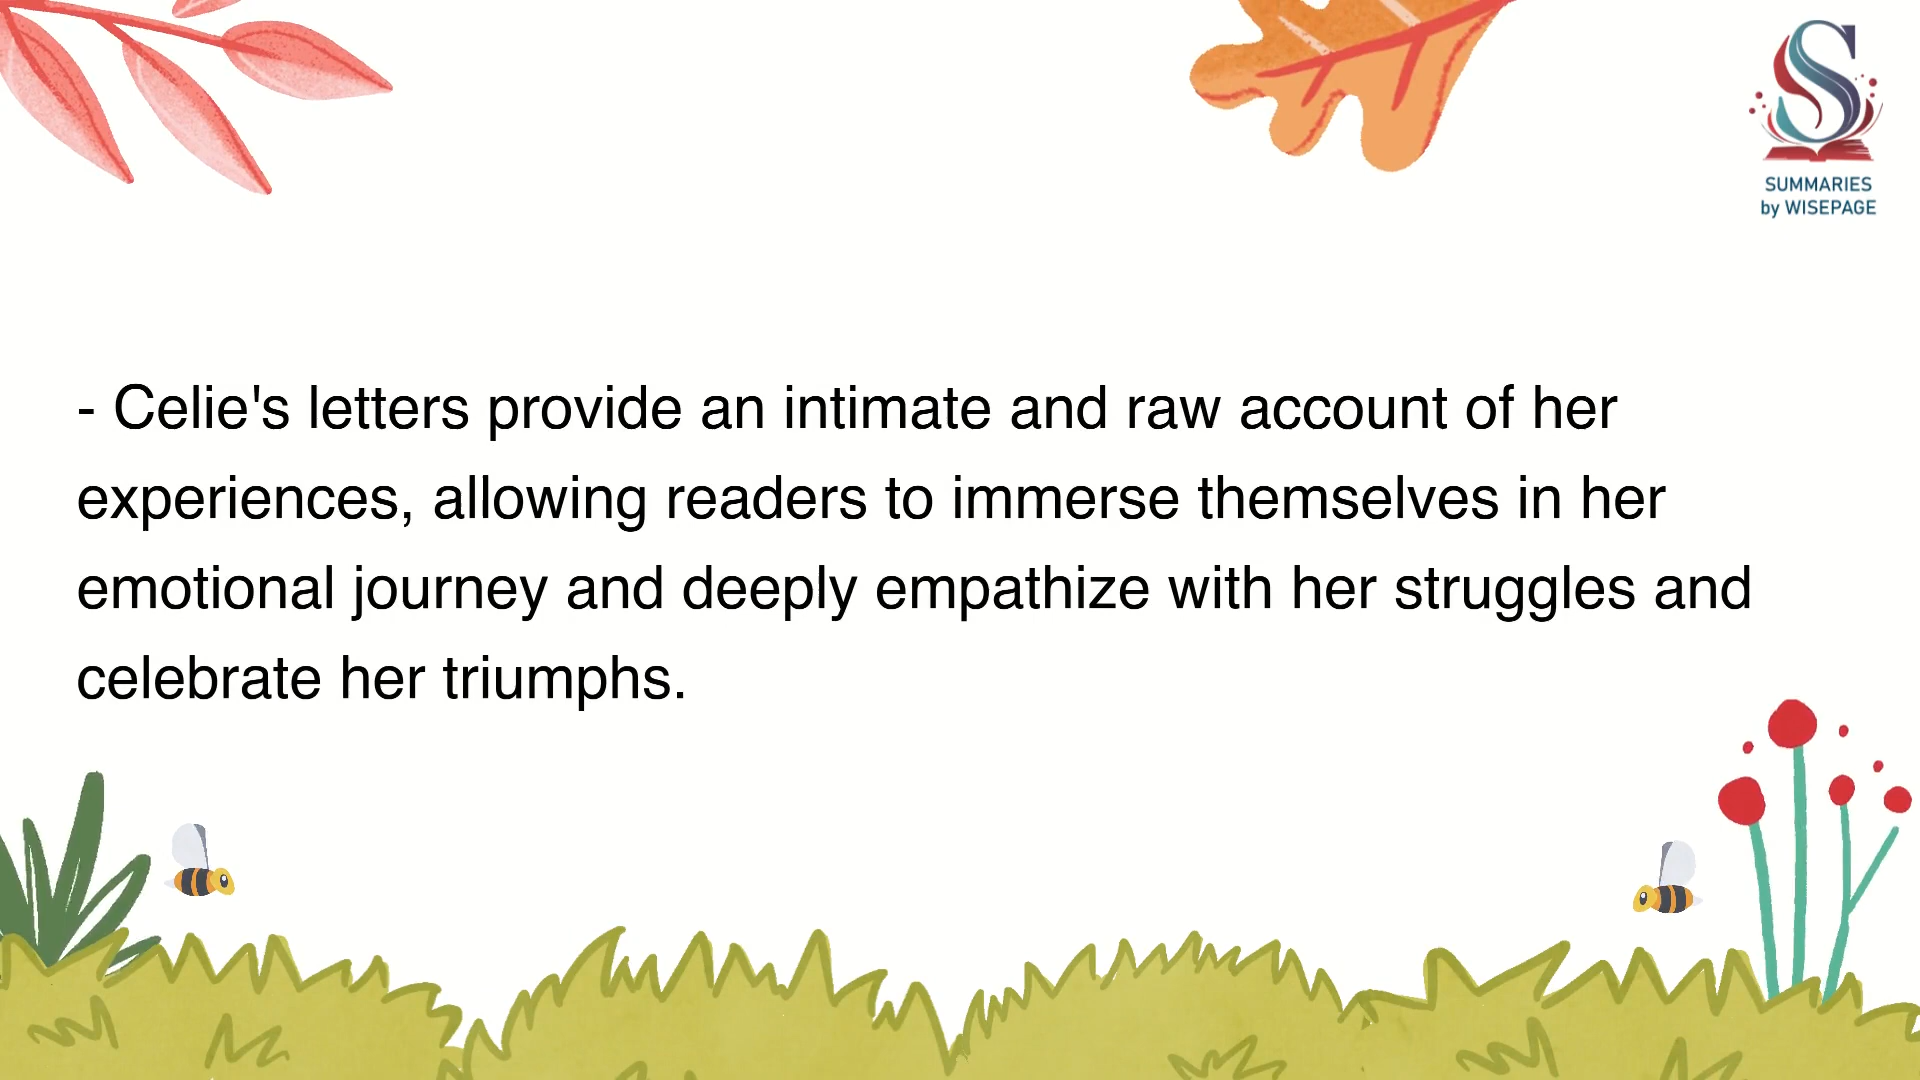 SUMMARIES
by WISEPAGE
- Celie's letters provide an intimate and raw account of her
experiences, allowing readers to immerse themselves in her
emotional journey and deeply empathize with her struggles and
celebrate her triumphs.